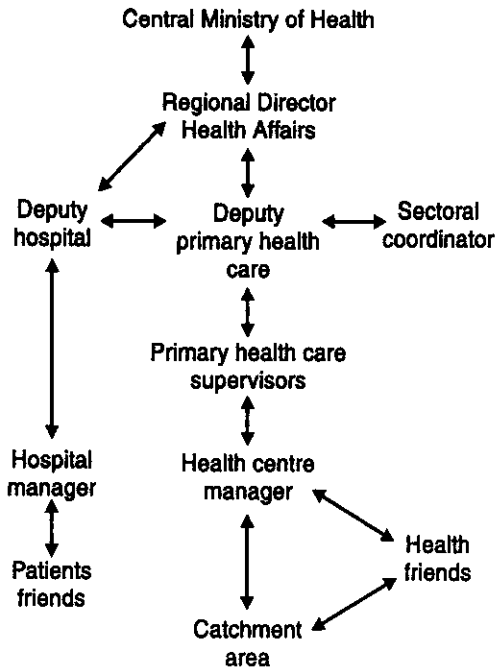 Central Ministry of Health
Regional Director
Health Affairs
Deputy
hospital
Deputy
primary health
care
Sectoral
coordinator
Primary health care
supervisors
Hospital
manager
Health centre
manager
Patients
friends
Health
friends
Catchment
area